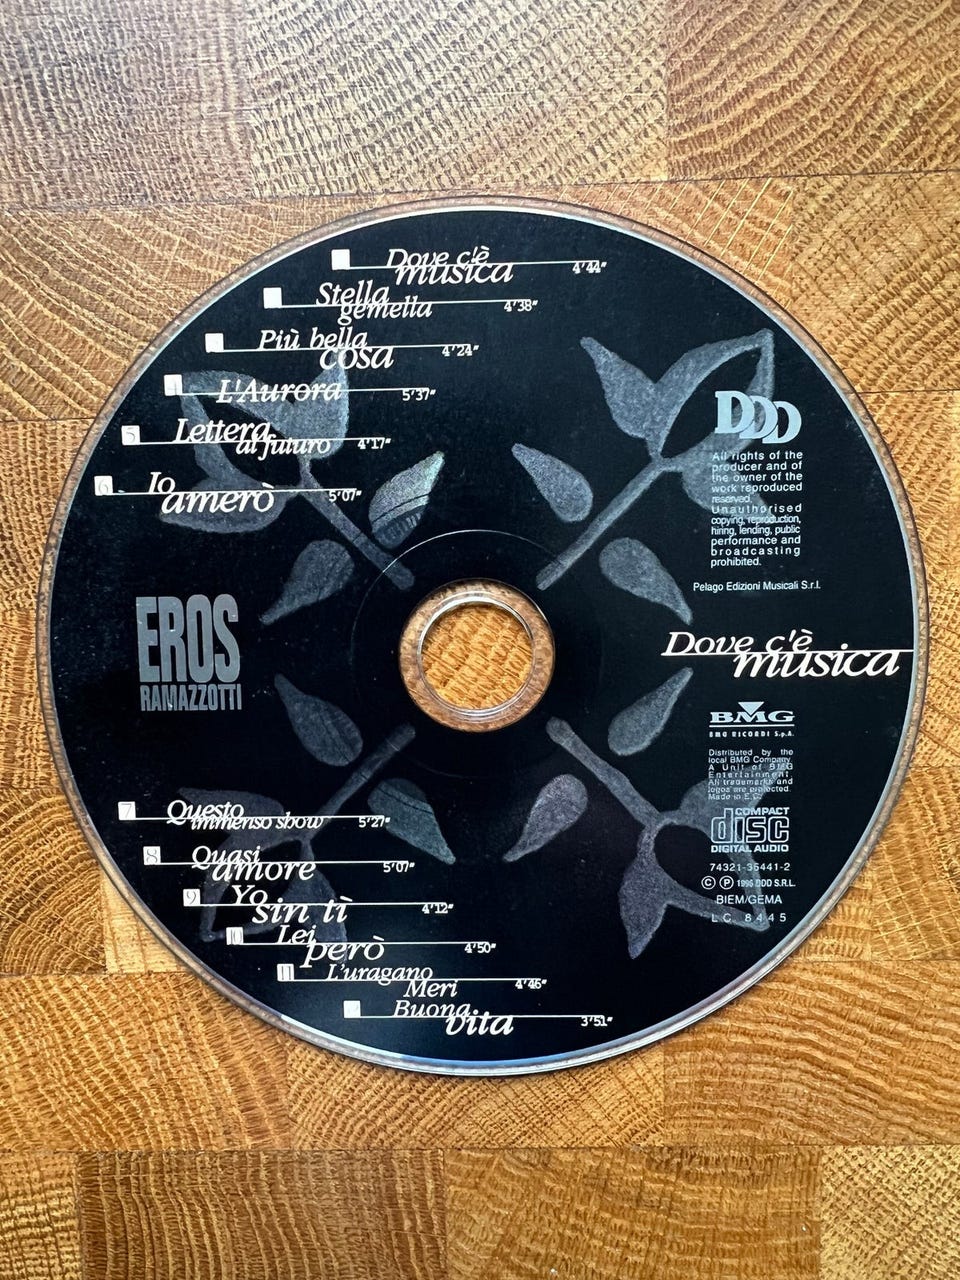 Dove c'è
musica 4'44"
Stella
gemella 4'38"
Più bella
cosa 4'24"
4 L'Aurora 5'37"
5 Lettera
al futuro 4'17"
6 Io
amerò 5'07"
EROS
RAMAZZOTTI
7 Questo
immenso show 5'27"
8 Quasi
amore 5'07"
9 Yo
sin tì 4'12"
10 Lei
però 4'50"
11 L'uragano
Meri 4'46"
Buona
vita 3'51"
DDD
All rights of the
producer and of
the owner of the
work reproduced
reserved.
Unauthorised
copying, reproduction,
hiring, lending, public
performance and
broadcasting
prohibited.
Pelago Edizioni Musicali S.r.l.
Dove c'è
musica
BMG
BMG RICORDI S.p.A.
Distributed by the
local BMG Company.
A Unit of BMG
Entertainment.
All trademarks and
logos are protected.
Made in E.C.
COMPACT
disc
DIGITAL AUDIO
74321-35441-2
© ℗ 1996 DDD S.R.L.
BIEM/GEMA
LC 8445